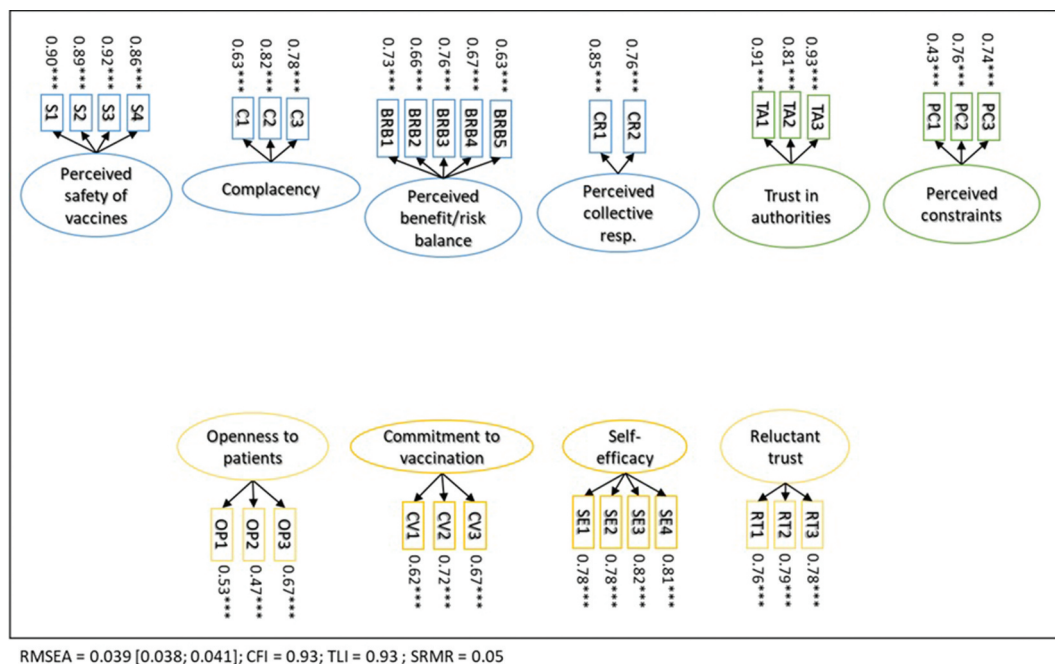 0.90***
0.89***
0.92***
0.86***
S1
S2
S3
S4
Perceived
safety of
vaccines
0.63***
0.82***
0.78***
C1
C2
C3
Complacency
0.73***
0.66***
0.76***
0.67***
0.63***
BRB1
BRB2
BRB3
BRB4
BRB5
Perceived
benefit/risk
balance
0.85***
0.76***
CR1
CR2
Perceived
collective
resp.
0.91***
0.81***
0.93***
TA1
TA2
TA3
Trust in
authorities
0.43***
0.76***
0.74***
PC1
PC2
PC3
Perceived
constraints
Openness to
patients
OP1
OP2
OP3
0.53***
0.47***
0.67***
Commitment to
vaccination
CV1
CV2
CV3
0.62***
0.72***
0.67***
Self-
efficacy
SE1
SE2
SE3
SE4
0.78***
0.78***
0.82***
0.81***
Reluctant
trust
RT1
RT2
RT3
0.76***
0.79***
0.78***
RMSEA = 0.039 [0.038; 0.041]; CFI = 0.93; TLI = 0.93 ; SRMR = 0.05